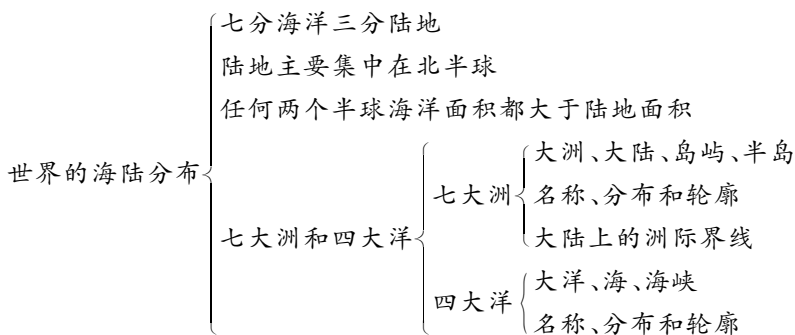 七分海洋三分陆地
陆地主要集中在北半球
任何两个半球海洋面积都大于陆地面积
世界的海陆分布
七大洲和四大洋
七大洲
大洲、大陆、岛屿、半岛
名称、分布和轮廓
大陆上的洲际界线
四大洋
大洋、海、海峡
名称、分布和轮廓